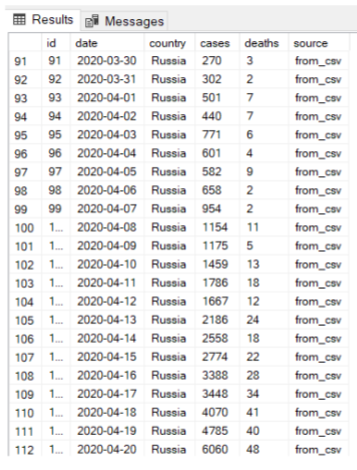 Results Messages
id date country cases deaths source
91 91 2020-03-30 Russia 270 3 from_csv
92 92 2020-03-31 Russia 302 2 from_csv
93 93 2020-04-01 Russia 501 7 from_csv
94 94 2020-04-02 Russia 440 7 from_csv
95 95 2020-04-03 Russia 771 6 from_csv
96 96 2020-04-04 Russia 601 4 from_csv
97 97 2020-04-05 Russia 582 9 from_csv
98 98 2020-04-06 Russia 658 2 from_csv
99 99 2020-04-07 Russia 954 2 from_csv
100 1... 2020-04-08 Russia 1154 11 from_csv
101 1... 2020-04-09 Russia 1175 5 from_csv
102 1... 2020-04-10 Russia 1459 13 from_csv
103 1... 2020-04-11 Russia 1786 18 from_csv
104 1... 2020-04-12 Russia 1667 12 from_csv
105 1... 2020-04-13 Russia 2186 24 from_csv
106 1... 2020-04-14 Russia 2558 18 from_csv
107 1... 2020-04-15 Russia 2774 22 from_csv
108 1... 2020-04-16 Russia 3388 28 from_csv
109 1... 2020-04-17 Russia 3448 34 from_csv
110 1... 2020-04-18 Russia 4070 41 from_csv
111 1... 2020-04-19 Russia 4785 40 from_csv
112 1... 2020-04-20 Russia 6060 48 from_csv